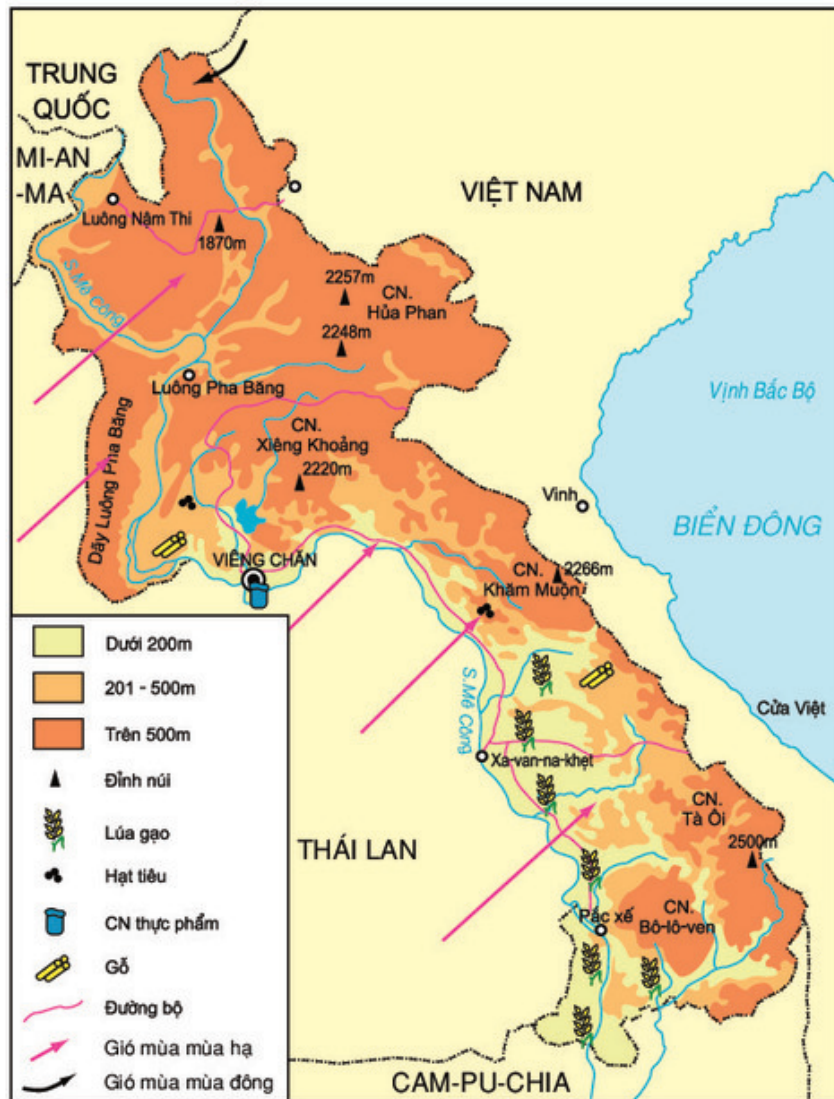 TRUNG
QUỐC
MI-AN
-MA
VIỆT NAM
Luông Nậm Thi
1870m
S.Mê Công
2257m
CN.
Hủa Phan
2248m
Luông Pha Băng
Vịnh Bắc Bộ
CN.
Xiêng Khoảng
2220m
Dãy Luông Pha Băng
Vinh
BIỂN ĐÔNG
VIÊNG CHĂN
CN.
Khăm Muộn
2266m
S.Mê Công
Cửa Việt
Xa-van-na-khẹt
CN.
Tà Ôi
2500m
THÁI LAN
Pắc xế
CN.
Bô-lô-ven
CAM-PU-CHIA
Dưới 200m
201 - 500m
Trên 500m
Đỉnh núi
Lúa gạo
Hạt tiêu
CN thực phẩm
Gỗ
Đường bộ
Gió mùa mùa hạ
Gió mùa mùa đông